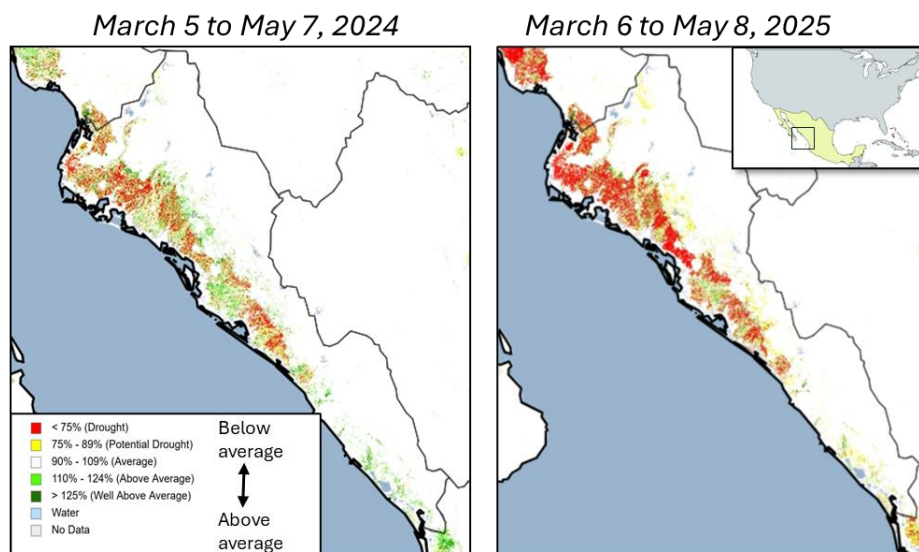 March 5 to May 7, 2024
March 6 to May 8, 2025
< 75% (Drought)
75% - 89% (Potential Drought)
90% - 109% (Average)
110% - 124% (Above Average)
> 125% (Well Above Average)
Water
No Data
Below
average
Above
average